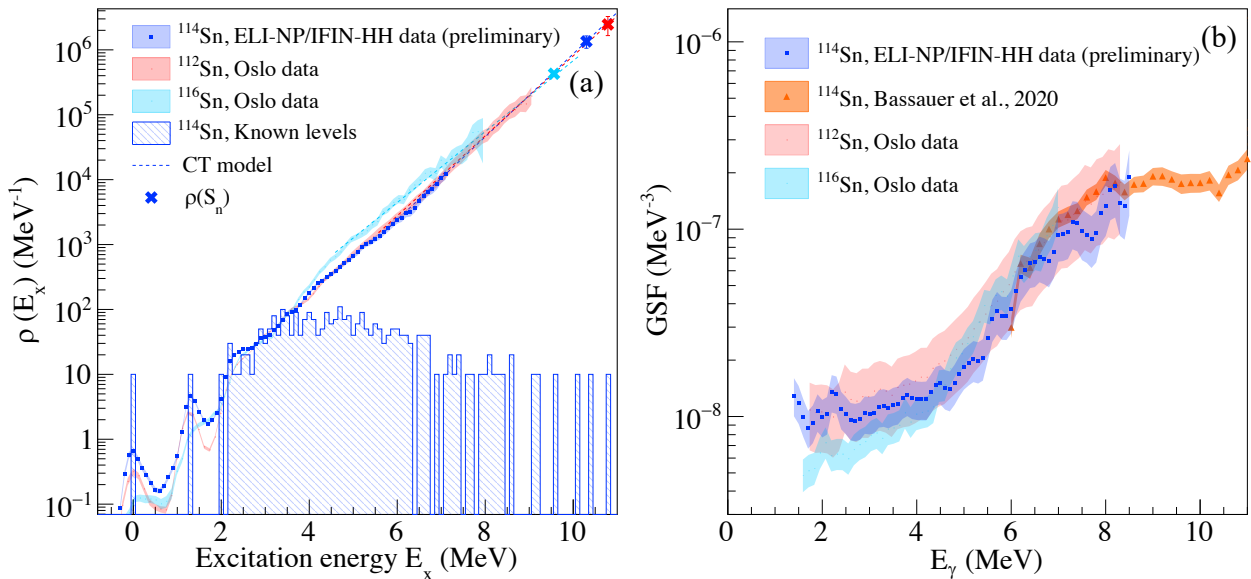 (a)
¹¹⁴Sn, ELI-NP/IFIN-HH data (preliminary)
¹¹²Sn, Oslo data
¹¹⁶Sn, Oslo data
¹¹⁴Sn, Known levels
CT model
ρ(Sₙ)
ρ (Eₓ) (MeV⁻¹)
10⁶
10⁵
10⁴
10³
10²
10
1
10⁻¹
0 2 4 6 8 10
Excitation energy Eₓ (MeV)
(b)
¹¹⁴Sn, ELI-NP/IFIN-HH data (preliminary)
¹¹⁴Sn, Bassauer et al., 2020
¹¹²Sn, Oslo data
¹¹⁶Sn, Oslo data
GSF (MeV⁻³)
10⁻⁶
10⁻⁷
10⁻⁸
0 2 4 6 8 10
Eᵧ (MeV)